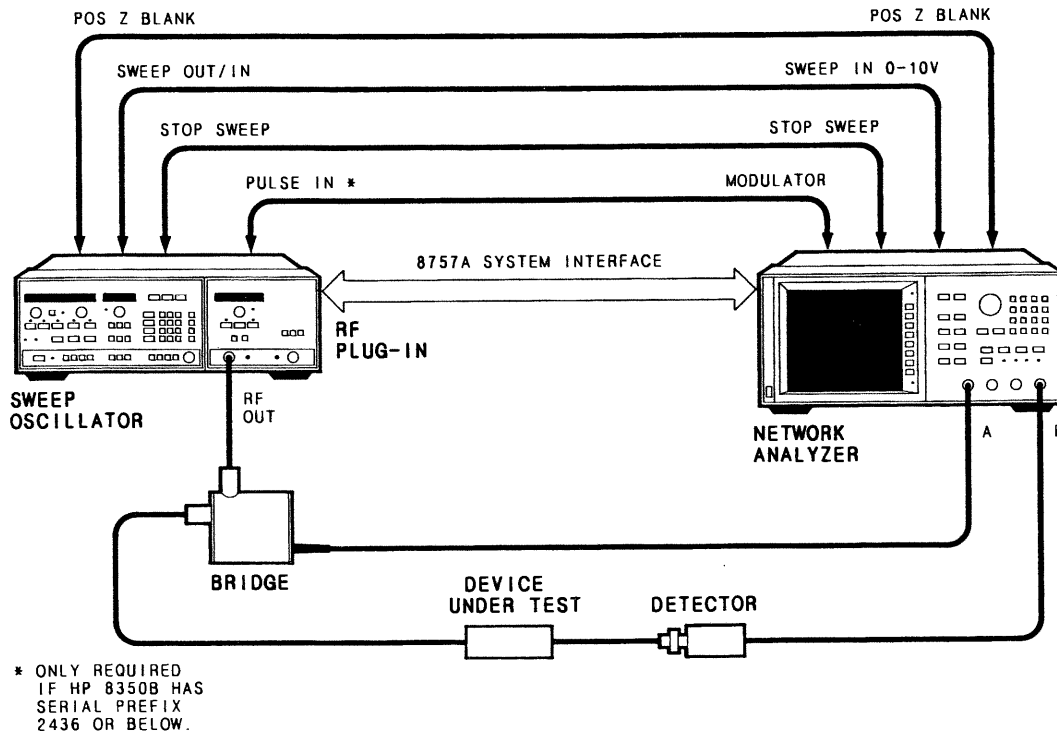 POS Z BLANK
POS Z BLANK
SWEEP OUT/IN
SWEEP IN 0-10V
STOP SWEEP
STOP SWEEP
PULSE IN *
MODULATOR
8757A SYSTEM INTERFACE
RF
PLUG-IN
SWEEP
OSCILLATOR
RF
OUT
NETWORK
ANALYZER
A
BRIDGE
DEVICE
UNDER TEST
DETECTOR
* ONLY REQUIRED
IF HP 8350B HAS
SERIAL PREFIX
2436 OR BELOW.